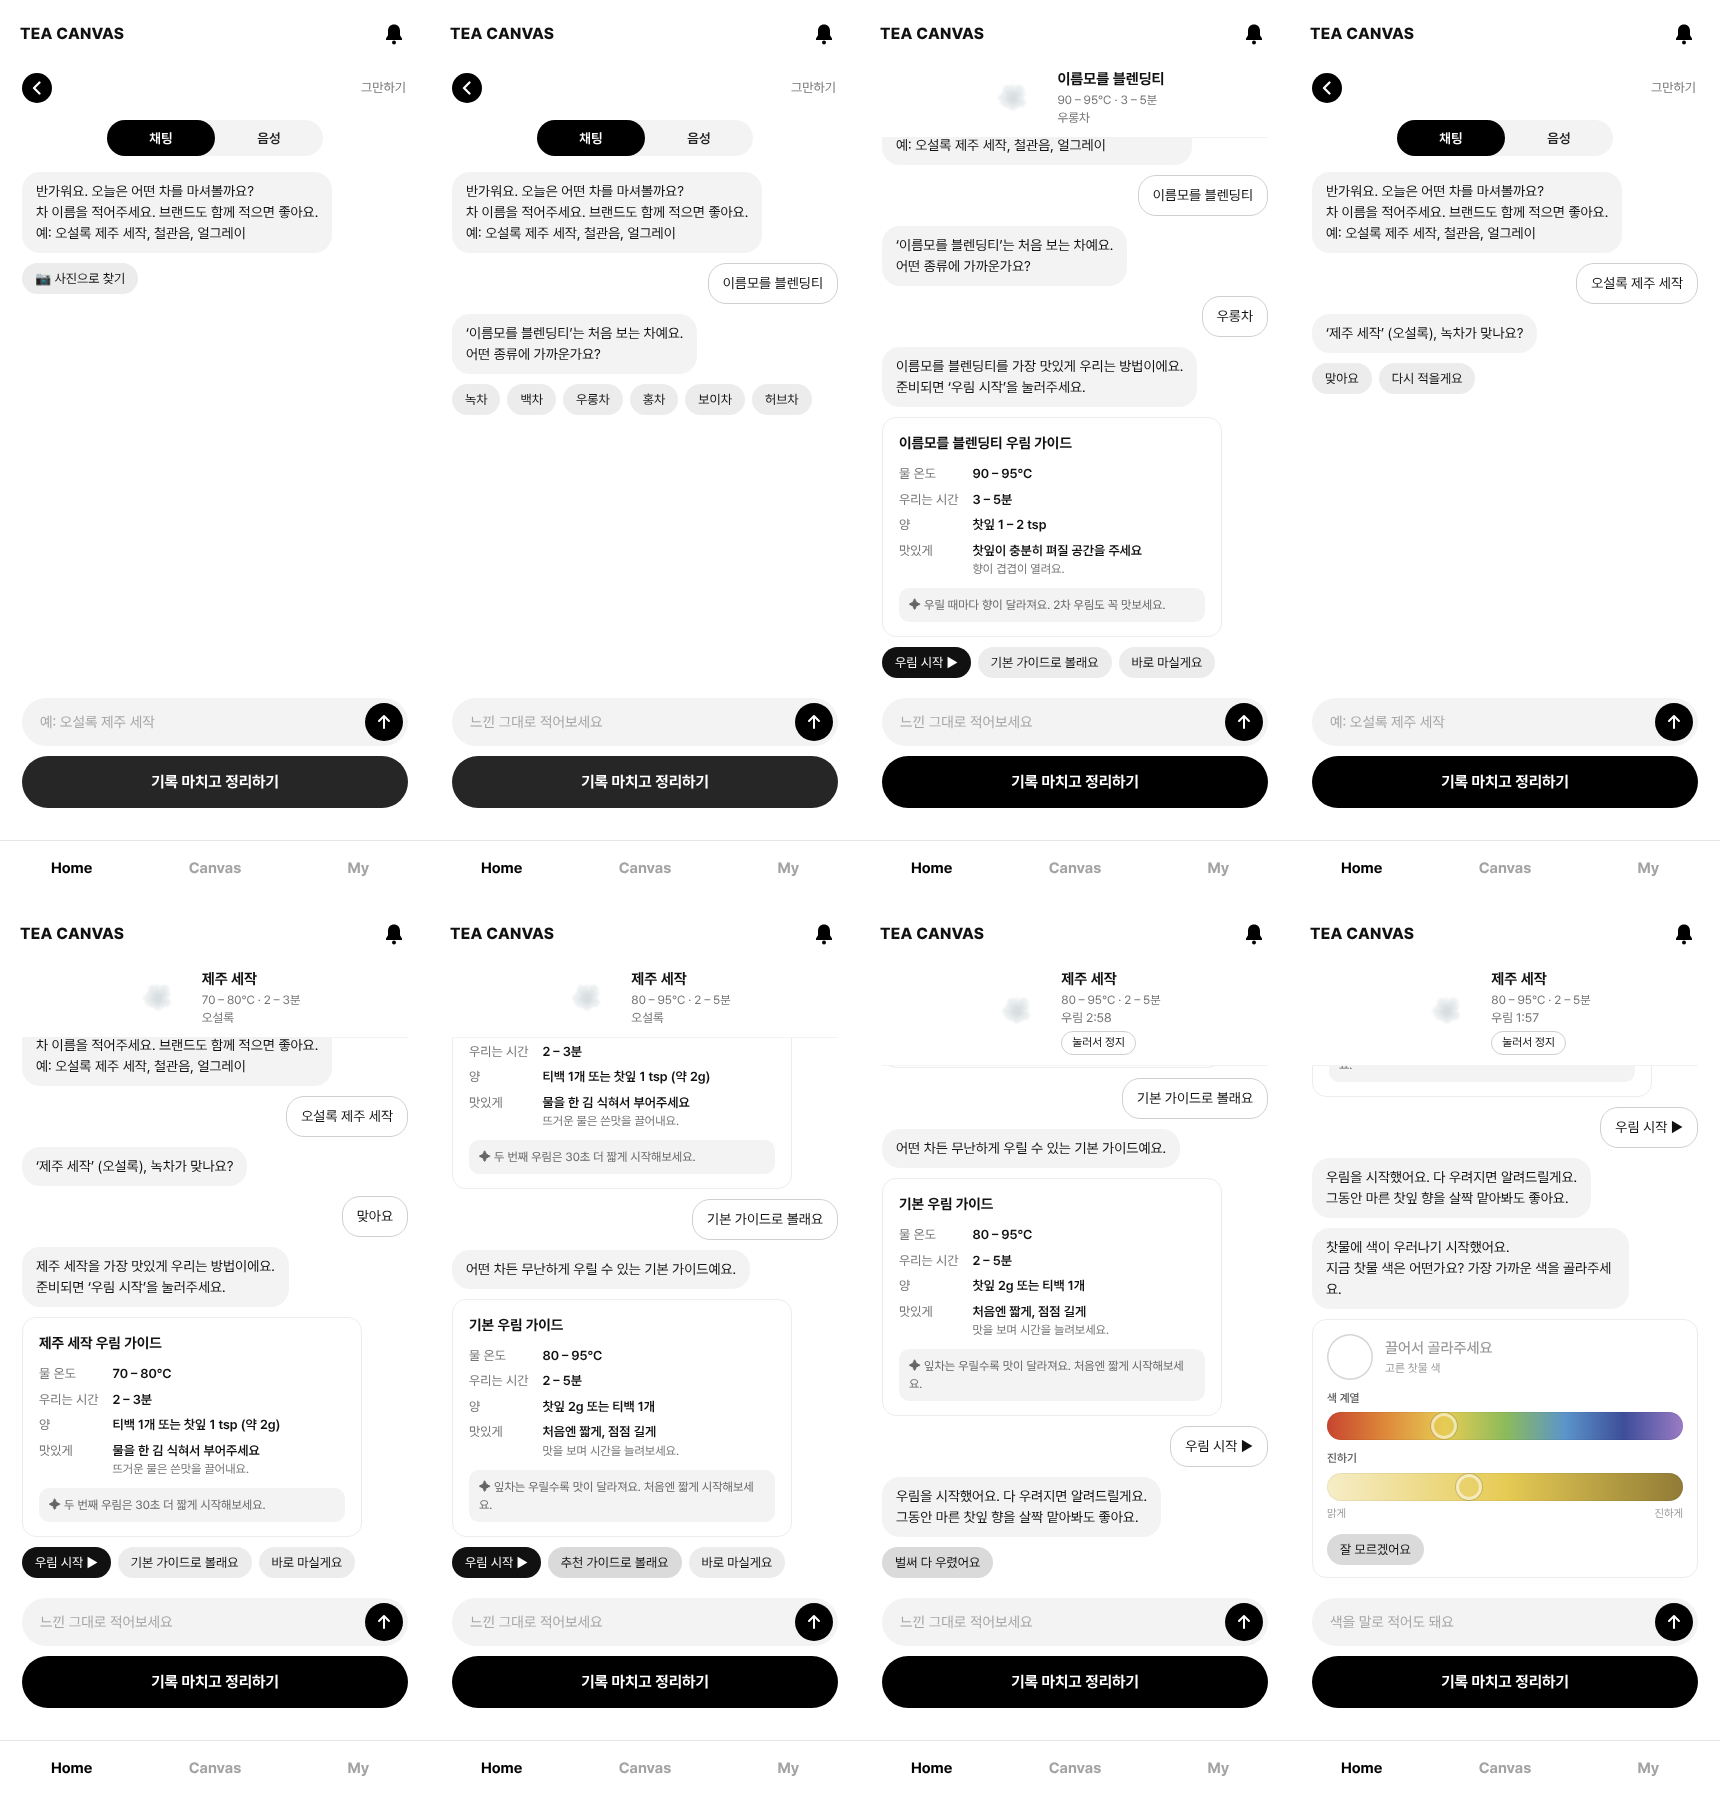 TEA CANVAS
그만하기
채팅
음성
반가워요. 오늘은 어떤 차를 마셔볼까요?
차 이름을 적어주세요. 브랜드도 함께 적으면 좋아요.
예: 오설록 제주 세작, 철관음, 얼그레이
📷 사진으로 찾기
예: 오설록 제주 세작
기록 마치고 정리하기
Home
Canvas
My
TEA CANVAS
그만하기
채팅
음성
반가워요. 오늘은 어떤 차를 마셔볼까요?
차 이름을 적어주세요. 브랜드도 함께 적으면 좋아요.
예: 오설록 제주 세작, 철관음, 얼그레이
이름모를 블렌딩티
‘이름모를 블렌딩티’는 처음 보는 차예요.
어떤 종류에 가까운가요?
녹차
백차
우롱차
홍차
보이차
허브차
느낀 그대로 적어보세요
기록 마치고 정리하기
Home
Canvas
My
TEA CANVAS
이름모를 블렌딩티
90 – 95℃ · 3 – 5분
우롱차
예: 오설록 제주 세작, 철관음, 얼그레이
이름모를 블렌딩티
‘이름모를 블렌딩티’는 처음 보는 차예요.
어떤 종류에 가까운가요?
우롱차
이름모를 블렌딩티를 가장 맛있게 우리는 방법이에요.
준비되면 ‘우림 시작’을 눌러주세요.
이름모를 블렌딩티 우림 가이드
물 온도 90 – 95℃
우리는 시간 3 – 5분
양 찻잎 1 – 2 tsp
맛있게 찻잎이 충분히 펴질 공간을 주세요
향이 겹겹이 열려요.
✦ 우릴 때마다 향이 달라져요. 2차 우림도 꼭 맛보세요.
우림 시작 ▶
기본 가이드로 볼래요
바로 마실게요
느낀 그대로 적어보세요
기록 마치고 정리하기
Home
Canvas
My
TEA CANVAS
그만하기
채팅
음성
반가워요. 오늘은 어떤 차를 마셔볼까요?
차 이름을 적어주세요. 브랜드도 함께 적으면 좋아요.
예: 오설록 제주 세작, 철관음, 얼그레이
오설록 제주 세작
‘제주 세작’ (오설록), 녹차가 맞나요?
맞아요
다시 적을게요
예: 오설록 제주 세작
기록 마치고 정리하기
Home
Canvas
My
TEA CANVAS
제주 세작
70 – 80℃ · 2 – 3분
오설록
차 이름을 적어주세요. 브랜드도 함께 적으면 좋아요.
예: 오설록 제주 세작, 철관음, 얼그레이
오설록 제주 세작
‘제주 세작’ (오설록), 녹차가 맞나요?
맞아요
제주 세작을 가장 맛있게 우리는 방법이에요.
준비되면 ‘우림 시작’을 눌러주세요.
제주 세작 우림 가이드
물 온도 70 – 80℃
우리는 시간 2 – 3분
양 티백 1개 또는 찻잎 1 tsp (약 2g)
맛있게 물을 한 김 식혀서 부어주세요
뜨거운 물은 쓴맛을 끌어내요.
✦ 두 번째 우림은 30초 더 짧게 시작해보세요.
우림 시작 ▶
기본 가이드로 볼래요
바로 마실게요
느낀 그대로 적어보세요
기록 마치고 정리하기
Home
Canvas
My
TEA CANVAS
제주 세작
80 – 95℃ · 2 – 5분
오설록
우리는 시간 2 – 3분
양 티백 1개 또는 찻잎 1 tsp (약 2g)
맛있게 물을 한 김 식혀서 부어주세요
뜨거운 물은 쓴맛을 끌어내요.
✦ 두 번째 우림은 30초 더 짧게 시작해보세요.
기본 가이드로 볼래요
어떤 차든 무난하게 우릴 수 있는 기본 가이드예요.
기본 우림 가이드
물 온도 80 – 95℃
우리는 시간 2 – 5분
양 찻잎 2g 또는 티백 1개
맛있게 처음엔 짧게, 점점 길게
맛을 보며 시간을 늘려보세요.
✦ 잎차는 우릴수록 맛이 달라져요. 처음엔 짧게 시작해보세
요.
우림 시작 ▶
추천 가이드로 볼래요
바로 마실게요
느낀 그대로 적어보세요
기록 마치고 정리하기
Home
Canvas
My
TEA CANVAS
제주 세작
80 – 95℃ · 2 – 5분
우림 2:58
눌러서 정지
기본 가이드로 볼래요
어떤 차든 무난하게 우릴 수 있는 기본 가이드예요.
기본 우림 가이드
물 온도 80 – 95℃
우리는 시간 2 – 5분
양 찻잎 2g 또는 티백 1개
맛있게 처음엔 짧게, 점점 길게
맛을 보며 시간을 늘려보세요.
✦ 잎차는 우릴수록 맛이 달라져요. 처음엔 짧게 시작해보세
요.
우림 시작 ▶
우림을 시작했어요. 다 우려지면 알려드릴게요.
그동안 마른 찻잎 향을 살짝 맡아봐도 좋아요.
벌써 다 우렸어요
느낀 그대로 적어보세요
기록 마치고 정리하기
Home
Canvas
My
TEA CANVAS
제주 세작
80 – 95℃ · 2 – 5분
우림 1:57
눌러서 정지
요.
우림 시작 ▶
우림을 시작했어요. 다 우려지면 알려드릴게요.
그동안 마른 찻잎 향을 살짝 맡아봐도 좋아요.
찻물에 색이 우러나기 시작했어요.
지금 찻물 색은 어떤가요? 가장 가까운 색을 골라주세
요.
끌어서 골라주세요
고른 찻물 색
색 계열
진하기
맑게
진하게
잘 모르겠어요
색을 말로 적어도 돼요
기록 마치고 정리하기
Home
Canvas
My